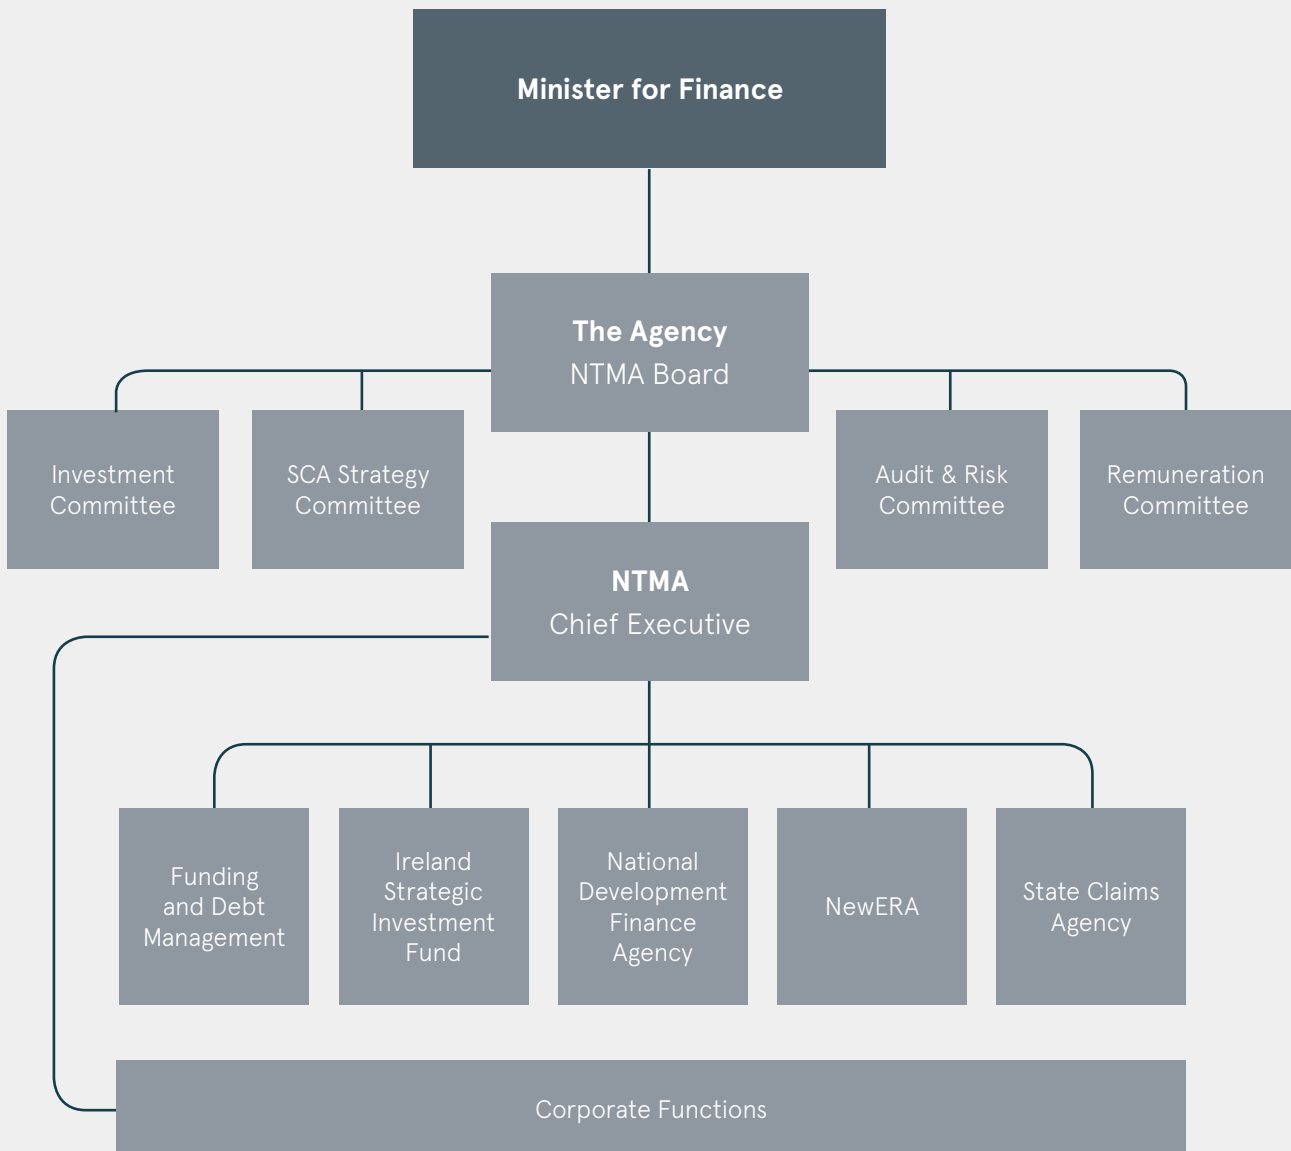 Minister for Finance
The Agency
NTMA Board
Investment
Committee
SCA Strategy
Committee
Audit & Risk
Committee
Remuneration
Committee
NTMA
Chief Executive
Funding
and Debt
Management
Ireland
Strategic
Investment
Fund
National
Development
Finance
Agency
NewERA
State Claims
Agency
Corporate Functions